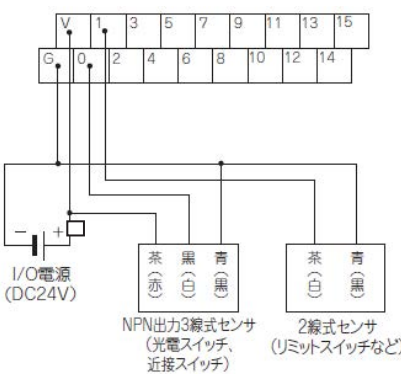 V 1 3 5 7 9 11 13 15
G 0 2 4 6 8 10 12 14
− +
I/O電源
(DC24V)
茶(赤) 黒(白) 青(黒)
茶(白) 青(黒)
NPN出力3線式センサ
(光電スイッチ、
近接スイッチ)
2線式センサ
(リミットスイッチなど)